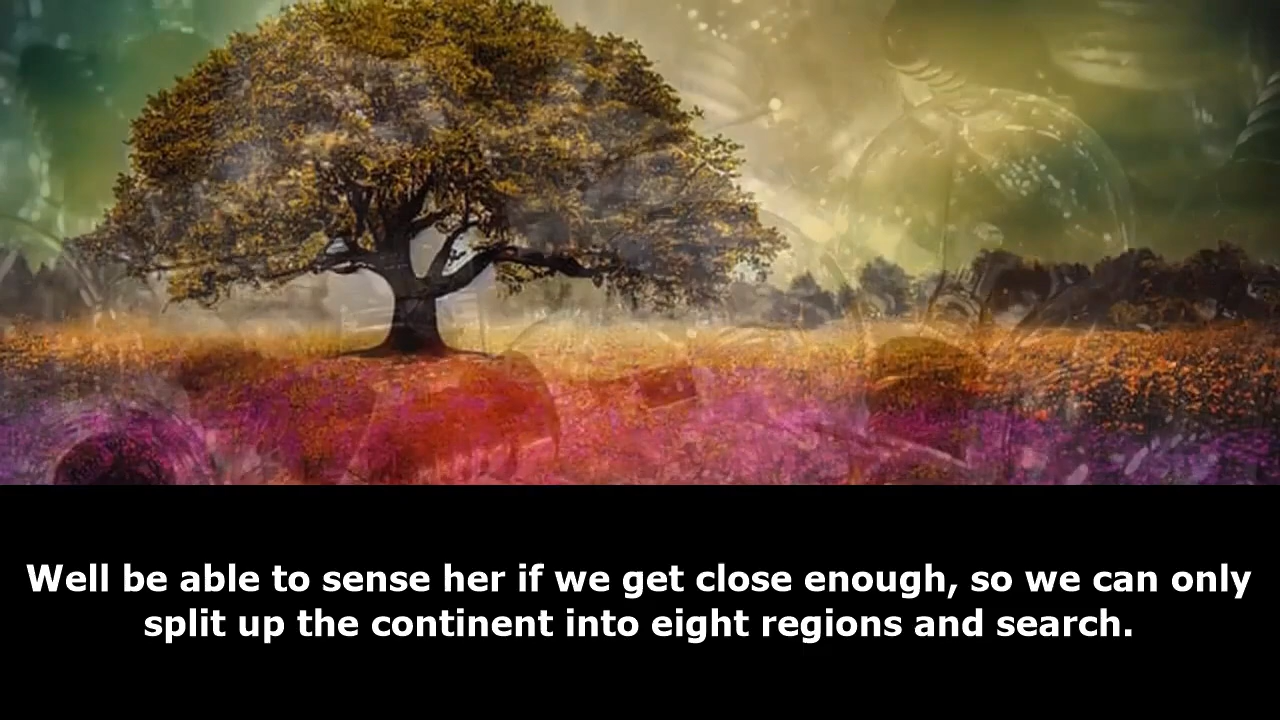 Well be able to sense her if we get close enough, so we can only
split up the continent into eight regions and search.